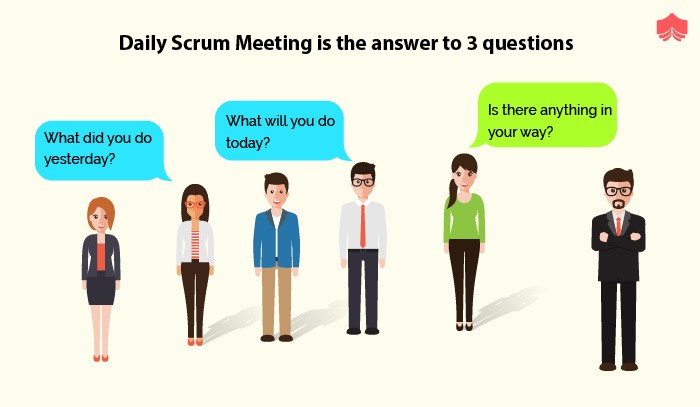 Daily Scrum Meeting is the answer to 3 questions
What did you do
yesterday?
What will you do
today?
Is there anything in
your way?